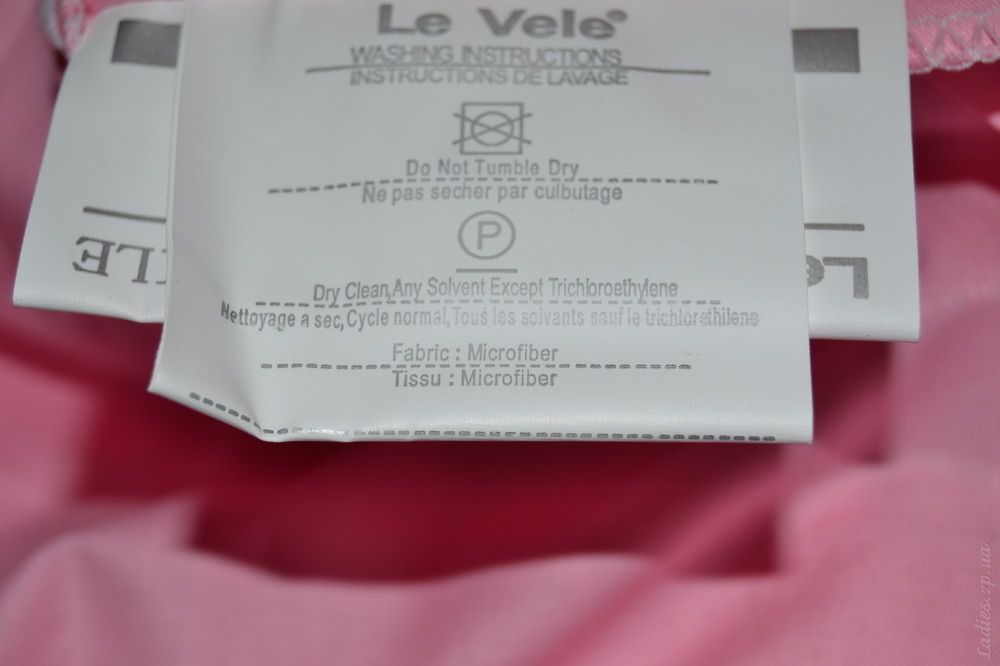 Le Vele®
WASHING INSTRUCTIONS
INSTRUCTIONS DE LAVAGE
Do Not Tumble Dry
Ne pas secher par culbutage
P
Dry Clean,Any Solvent Except Trichloroethylene
Nettoyage a sec,Cycle normal,Tous les solvants sauf le trichlorethilene
Fabric : Microfiber
Tissu : Microfiber
Ladies.zp.ua